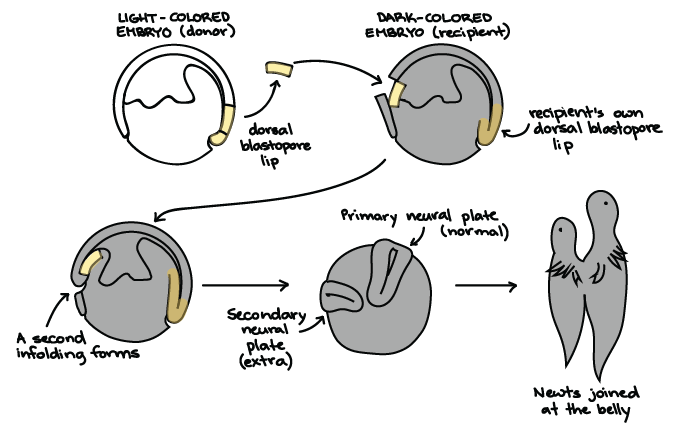 LIGHT-COLORED
EMBRYO (donor)
DARK-COLORED
EMBRYO (recipient)
dorsal
blastopore
lip
recipient's own
dorsal blastopore
lip
Primary neural plate
(normal)
Secondary
neural
plate
(extra)
A second
infolding forms
Newts joined
at the belly